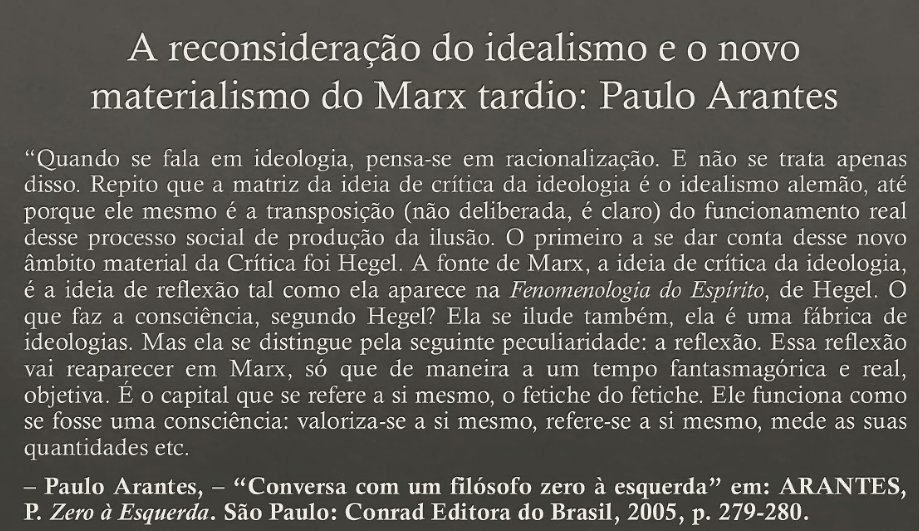 A reconsideração do idealismo e o novo
materialismo do Marx tardio: Paulo Arantes
“Quando se fala em ideologia, pensa-se em racionalização. E não se trata apenas
disso. Repito que a matriz da ideia de crítica da ideologia é o idealismo alemão, até
porque ele mesmo é a transposição (não deliberada, é claro) do funcionamento real
desse processo social de produção da ilusão. O primeiro a se dar conta desse novo
âmbito material da Crítica foi Hegel. A fonte de Marx, a ideia de crítica da ideologia,
é a ideia de reflexão tal como ela aparece na Fenomenologia do Espírito, de Hegel. O
que faz a consciência, segundo Hegel? Ela se ilude também, ela é uma fábrica de
ideologias. Mas ela se distingue pela seguinte peculiaridade: a reflexão. Essa reflexão
vai reaparecer em Marx, só que de maneira a um tempo fantasmagórica e real,
objetiva. É o capital que se refere a si mesmo, o fetiche do fetiche. Ele funciona como
se fosse uma consciência: valoriza-se a si mesmo, refere-se a si mesmo, mede as suas
quantidades etc.
– Paulo Arantes, – “Conversa com um filósofo zero à esquerda” em: ARANTES,
P. Zero à Esquerda. São Paulo: Conrad Editora do Brasil, 2005, p. 279-280.